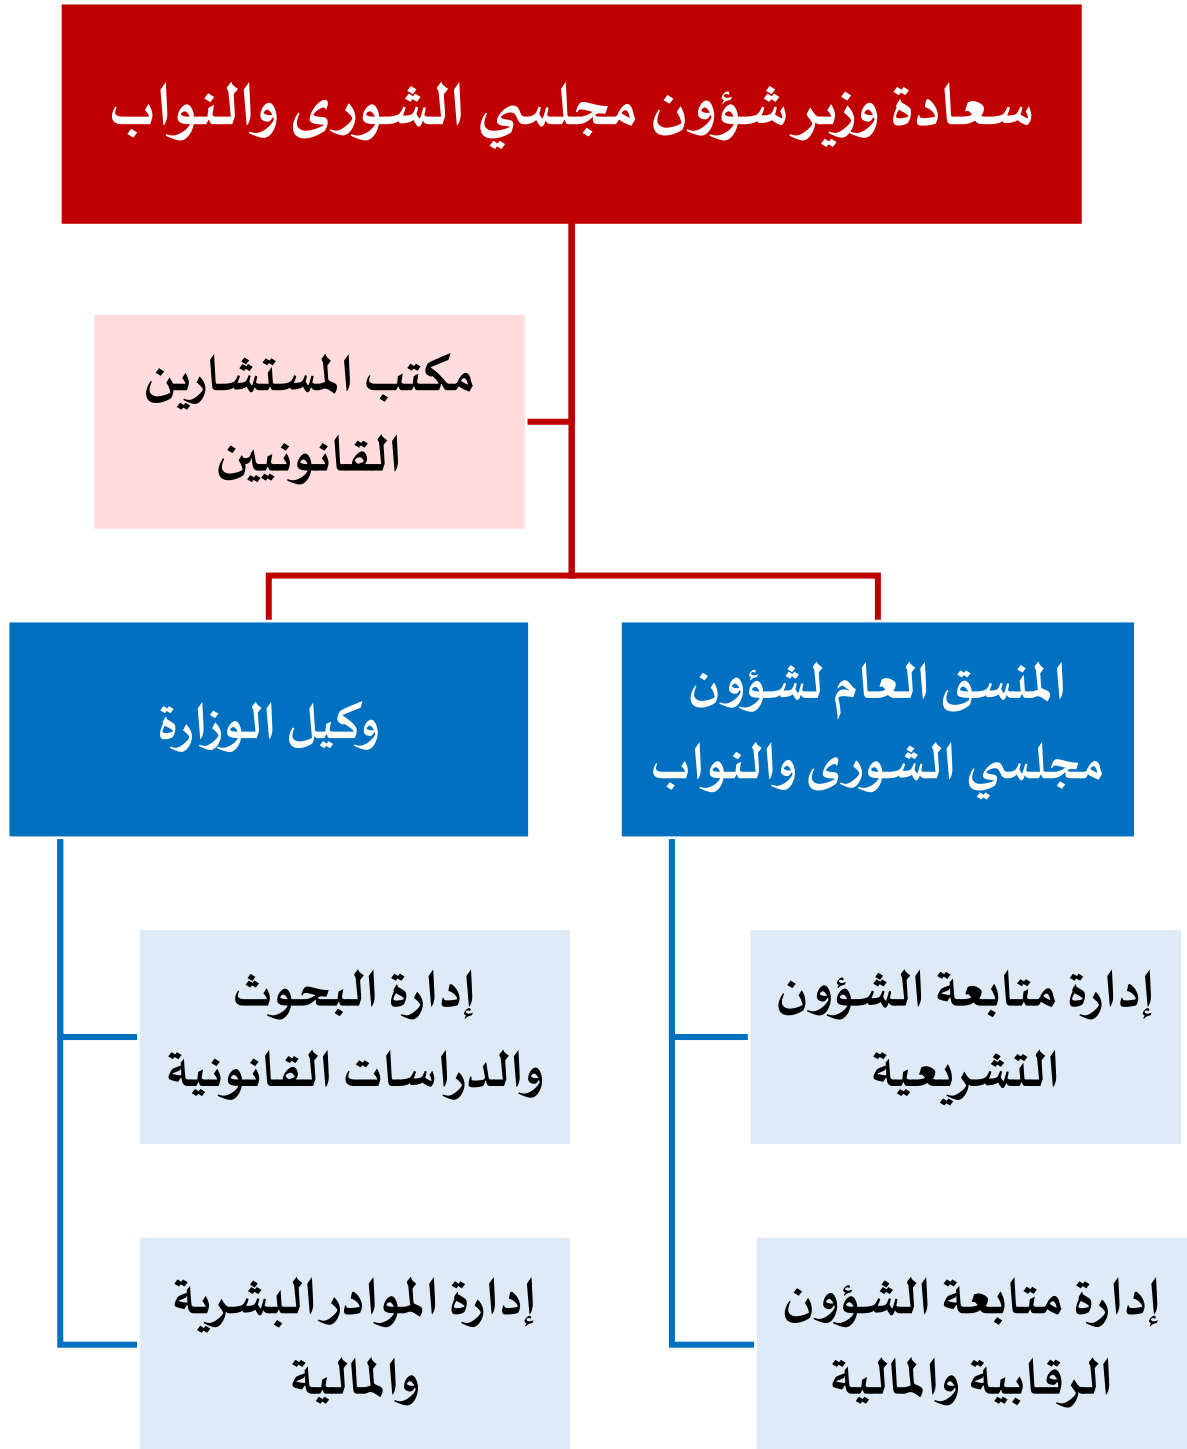 سعادة وزير شؤون مجلسي الشورى والنواب
مكتب المستشارين
القانونيين
المنسق العام لشؤون
مجلسي الشورى والنواب
وكيل الوزارة
إدارة متابعة الشؤون
التشريعية
إدارة البحوث
والدراسات القانونية
إدارة متابعة الشؤون
الرقابية والمالية
إدارة الموادر البشرية
والمالية